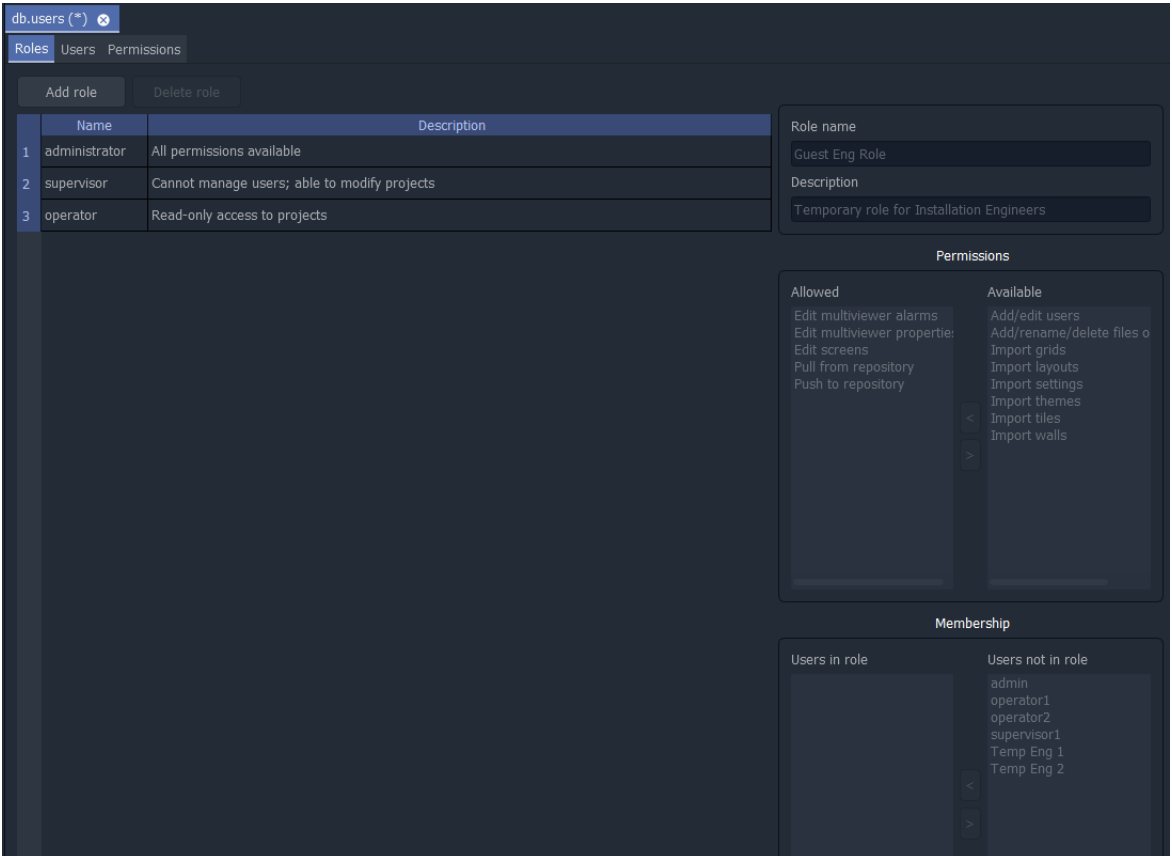 db.users (*)
Roles Users Permissions
Add role Delete role
Name Description
1 administrator All permissions available
2 supervisor Cannot manage users; able to modify projects
3 operator Read-only access to projects
Role name
Guest Eng Role
Description
Temporary role for Installation Engineers
Permissions
Allowed
Edit multiviewer alarms
Edit multiviewer properties
Edit screens
Pull from repository
Push to repository
<
>
Available
Add/edit users
Add/rename/delete files o
Import grids
Import layouts
Import settings
Import themes
Import tiles
Import walls
Membership
Users in role
<
>
Users not in role
admin
operator1
operator2
supervisor1
Temp Eng 1
Temp Eng 2